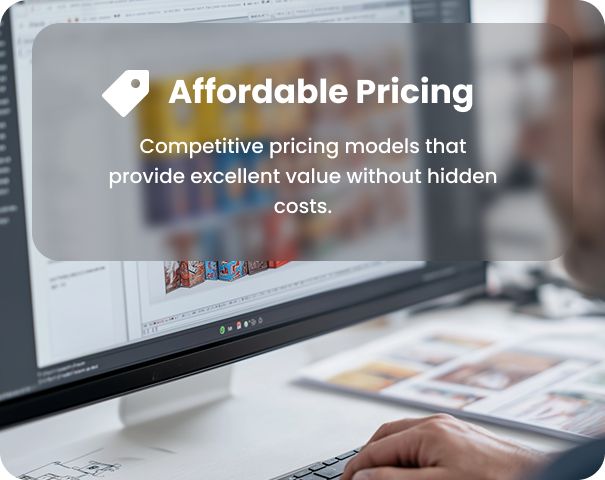 Affordable Pricing
Competitive pricing models that
provide excellent value without hidden
costs.